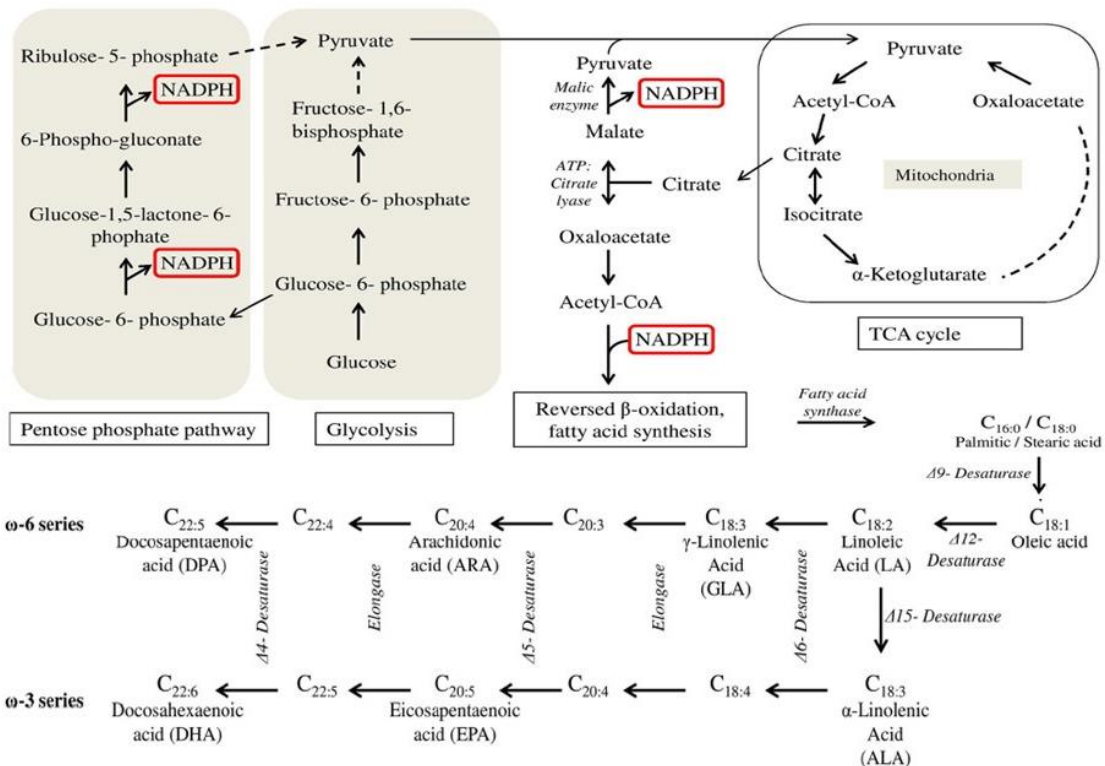 Ribulose- 5- phosphate
NADPH
6-Phospho-gluconate
Glucose-1,5-lactone- 6-
phophate
NADPH
Glucose- 6- phosphate
Pentose phosphate pathway
Pyruvate
Fructose- 1,6-
bisphosphate
Fructose- 6- phosphate
Glucose- 6- phosphate
Glucose
Glycolysis
Pyruvate
Malic
enzyme
NADPH
Malate
ATP:
Citrate
lyase
Citrate
Oxaloacetate
Acetyl-CoA
NADPH
Reversed β-oxidation,
fatty acid synthesis
Pyruvate
Acetyl-CoA
Oxaloacetate
Citrate
Mitochondria
Isocitrate
α-Ketoglutarate
TCA cycle
Fatty acid
synthase
C16:0 / C18:0
Palmitic / Stearic acid
Δ9- Desaturase
ω-6 series
C22:5
Docosapentaenoic
acid (DPA)
C22:4
C20:4
Arachidonic
acid (ARA)
C20:3
C18:3
γ-Linolenic
Acid
(GLA)
C18:2
Linoleic
Acid (LA)
Δ12-
Desaturase
C18:1
Oleic acid
Δ4- Desaturase
Elongase
Δ5- Desaturase
Elongase
Δ6- Desaturase
Δ15- Desaturase
ω-3 series
C22:6
Docosahexaenoic
acid (DHA)
C22:5
C20:5
Eicosapentaenoic
acid (EPA)
C20:4
C18:4
C18:3
α-Linolenic
Acid
(ALA)